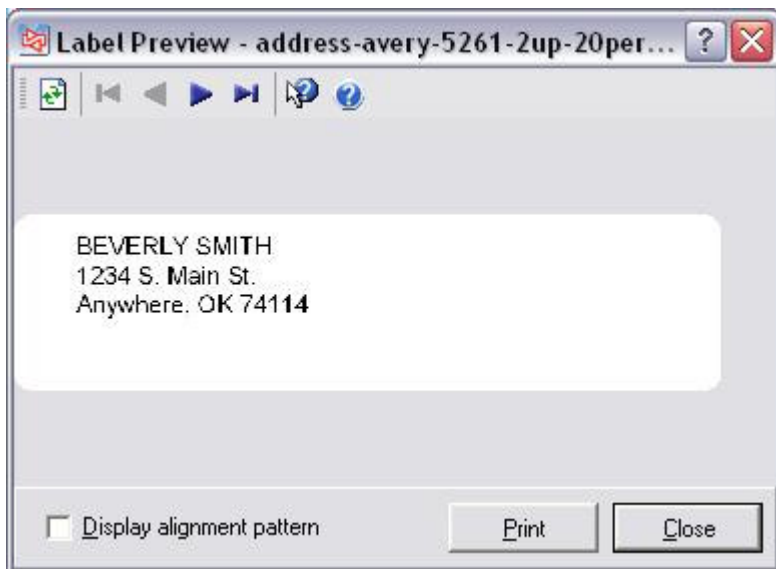 Label Preview - address-avery-5261-2up-20per...
BEVERLY SMITH
1234 S. Main St.
Anywhere. OK 74114
Display alignment pattern
Print
Close